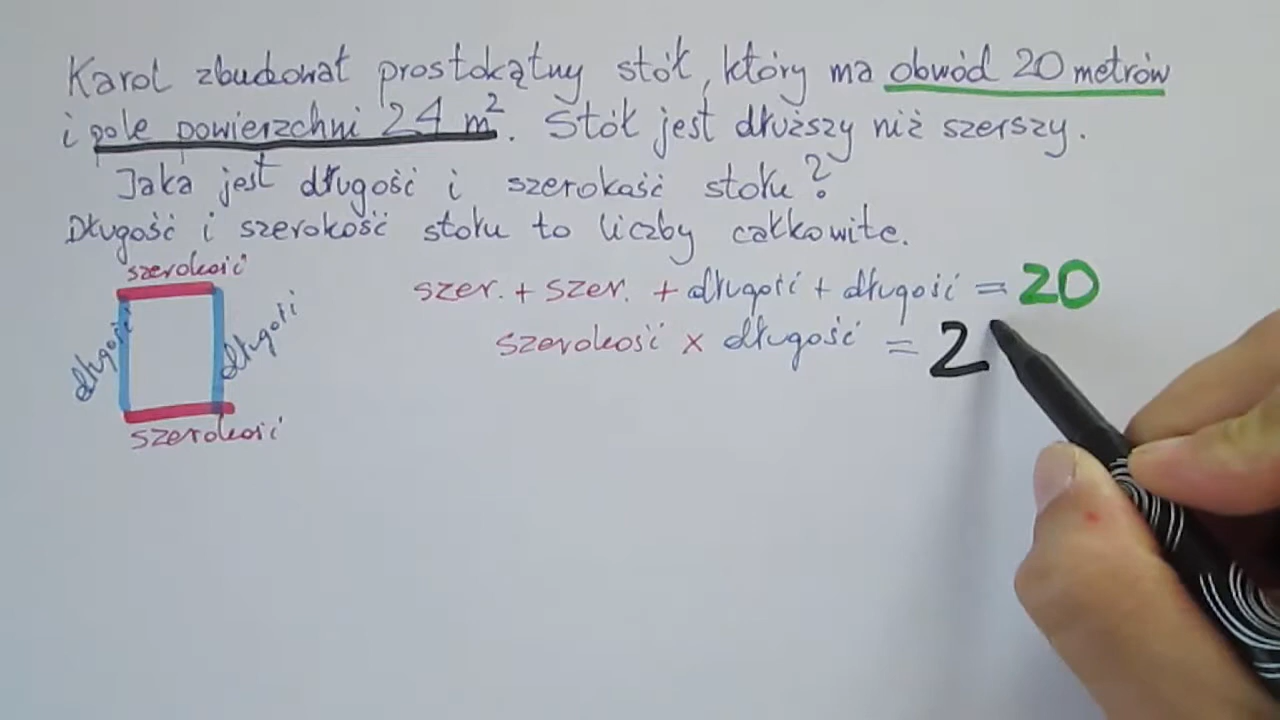 Karol zbudował prostokątny stół, który ma obwód 20 metrów
i pole powierzchni 24 m². Stół jest dłuższy niż szerszy.
Jaka jest długość i szerokość stołu?
Długość i szerokość stołu to liczby całkowite.
szerokość
długość
długość
szerokość
szer. + szer. + długość + długość = 20
szerokość x długość = 2